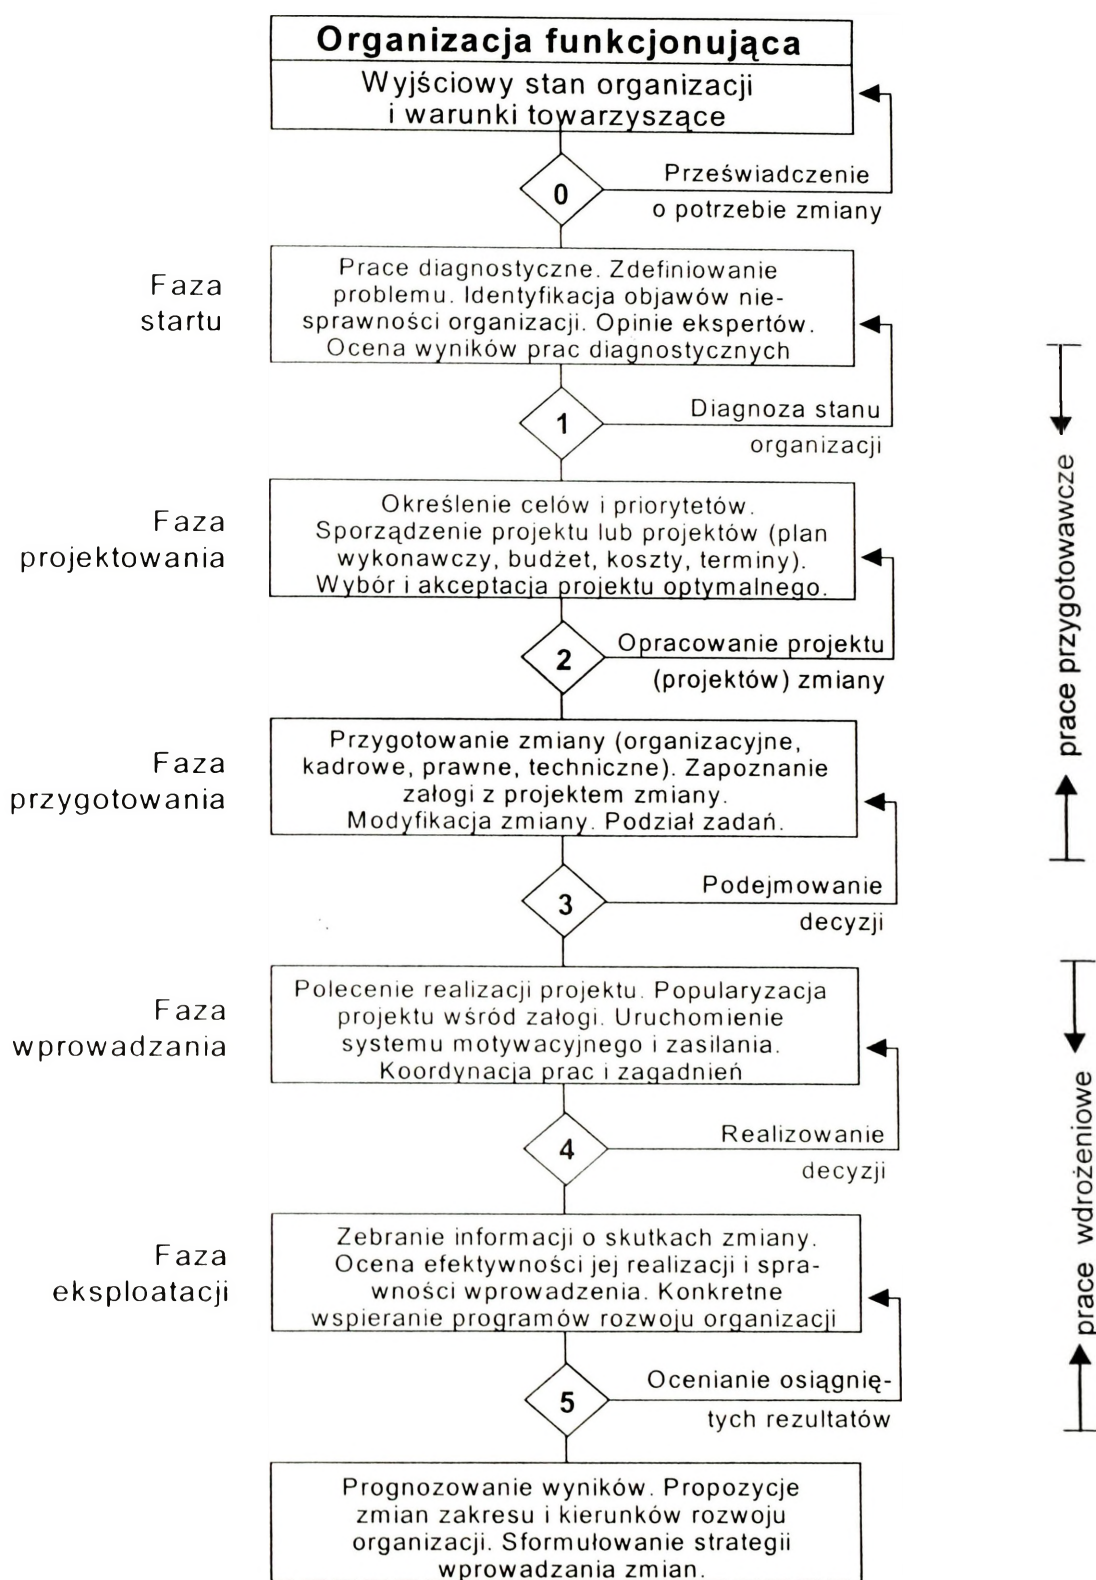 Organizacja funkcjonująca
Wyjściowy stan organizacji
i warunki towarzyszące
0
Przeświadczenie
o potrzebie zmiany
Faza
startu
Prace diagnostyczne. Zdefiniowanie
problemu. Identyfikacja objawów nie-
sprawności organizacji. Opinie ekspertów.
Ocena wyników prac diagnostycznych
1
Diagnoza stanu
organizacji
Faza
projektowania
Określenie celów i priorytetów.
Sporządzenie projektu lub projektów (plan
wykonawczy, budżet, koszty, terminy).
Wybór i akceptacja projektu optymalnego.
2
Opracowanie projektu
(projektów) zmiany
Faza
przygotowania
Przygotowanie zmiany (organizacyjne,
kadrowe, prawne, techniczne). Zapoznanie
załogi z projektem zmiany.
Modyfikacja zmiany. Podział zadań.
3
Podejmowanie
decyzji
prace przygotowawcze
Faza
wprowadzania
Polecenie realizacji projektu. Popularyzacja
projektu wśród załogi. Uruchomienie
systemu motywacyjnego i zasilania.
Koordynacja prac i zagadnień
4
Realizowanie
decyzji
Faza
eksploatacji
Zebranie informacji o skutkach zmiany.
Ocena efektywności jej realizacji i spra-
wności wprowadzenia. Konkretne
wspieranie programów rozwoju organizacji
5
Ocenianie osiągnię-
tych rezultatów
prace wdrożeniowe
Prognozowanie wyników. Propozycje
zmian zakresu i kierunków rozwoju
organizacji. Sformułowanie strategii
wprowadzania zmian.